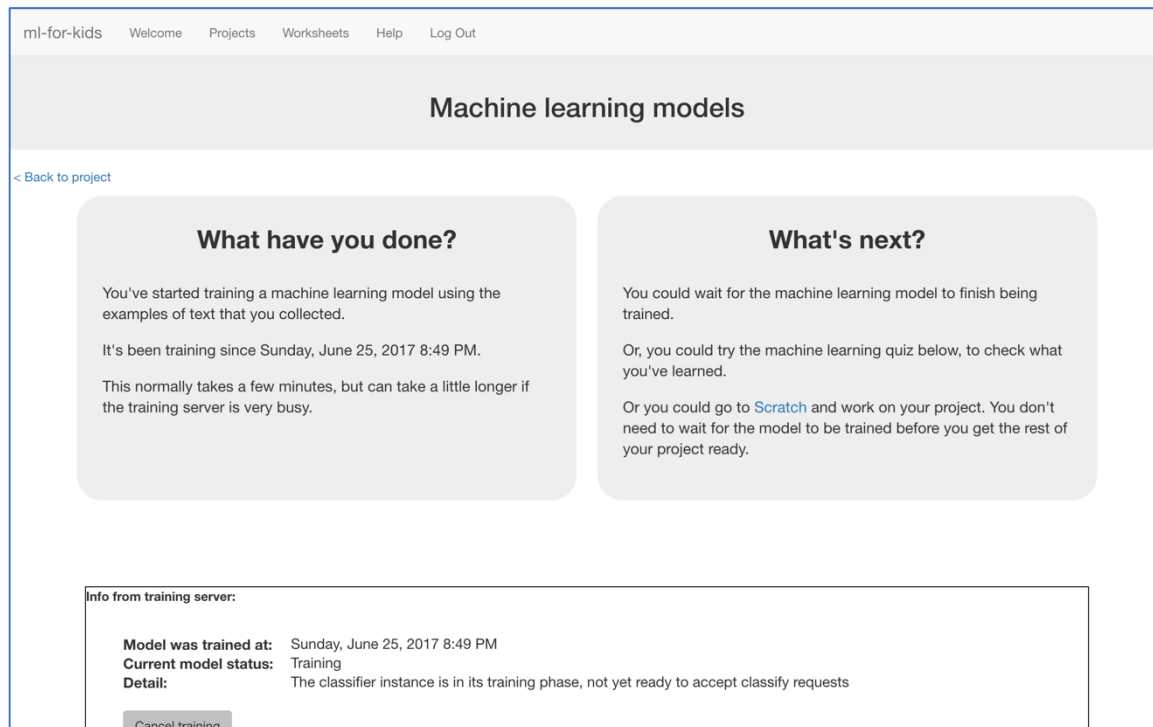 ml-for-kids Welcome Projects Worksheets Help Log Out
Machine learning models
< Back to project
What have you done?
You've started training a machine learning model using the
examples of text that you collected.
It's been training since Sunday, June 25, 2017 8:49 PM.
This normally takes a few minutes, but can take a little longer if
the training server is very busy.
What's next?
You could wait for the machine learning model to finish being
trained.
Or, you could try the machine learning quiz below, to check what
you've learned.
Or you could go to Scratch and work on your project. You don't
need to wait for the model to be trained before you get the rest of
your project ready.
Info from training server:
Model was trained at: Sunday, June 25, 2017 8:49 PM
Current model status: Training
Detail: The classifier instance is in its training phase, not yet ready to accept classify requests
Cancel training